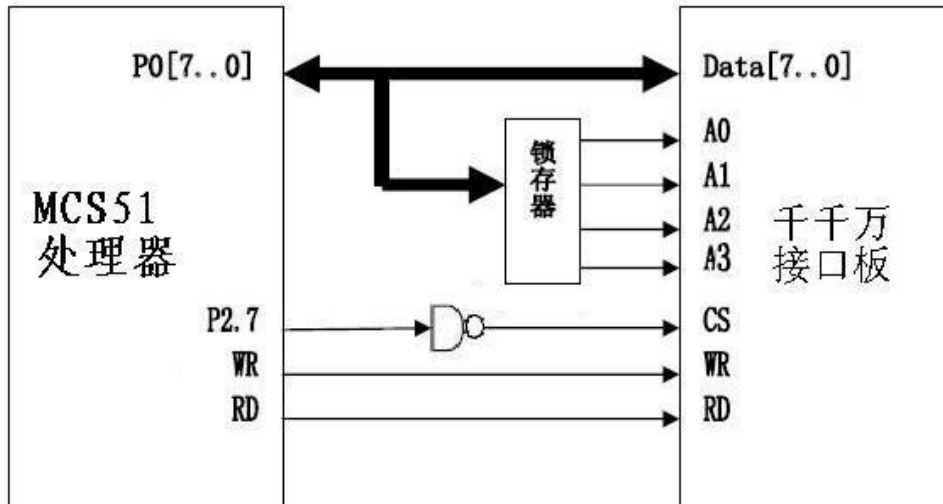 P0[7..0]
Data[7..0]
锁存器
A0
A1
A2
A3
MCS51
处理器
千千万
接口板
P2.7
CS
WR
WR
RD
RD